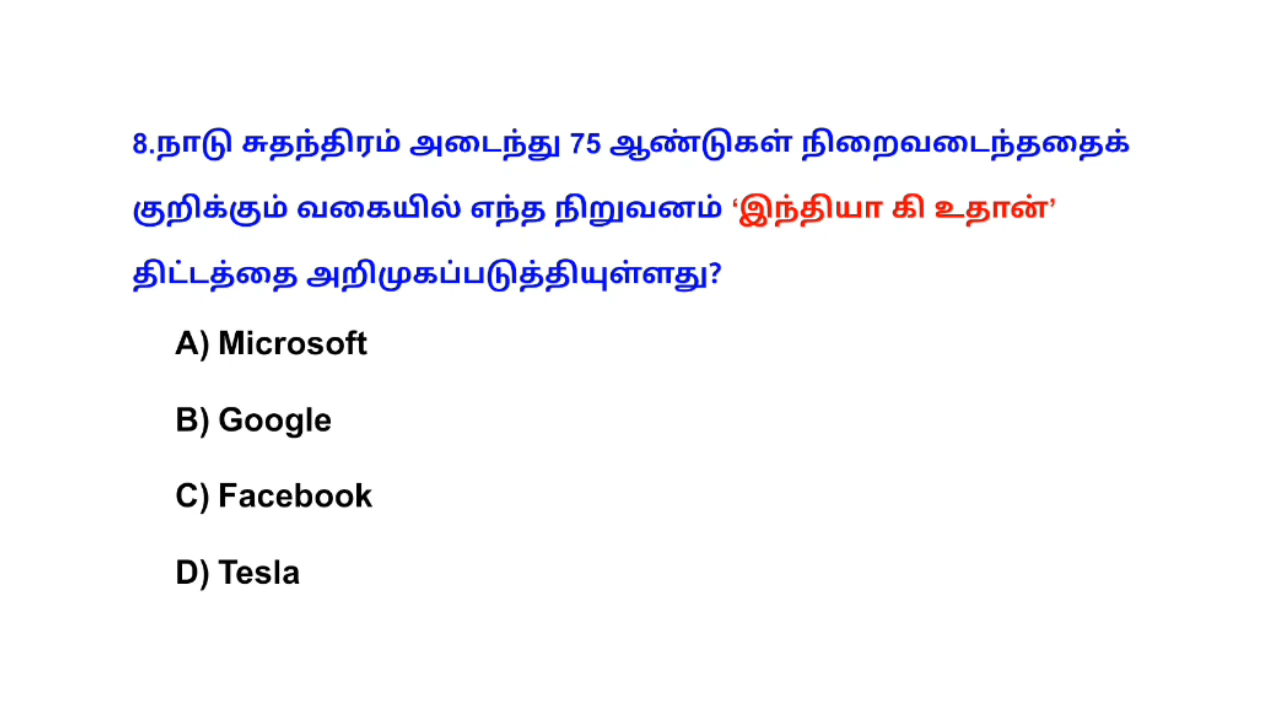 8.நாடு சுதந்திரம் அடைந்து 75 ஆண்டுகள் நிறைவடைந்ததைக்
குறிக்கும் வகையில் எந்த நிறுவனம் ‘இந்தியா கி உதான்’
திட்டத்தை அறிமுகப்படுத்தியுள்ளது?
A) Microsoft
B) Google
C) Facebook
D) Tesla